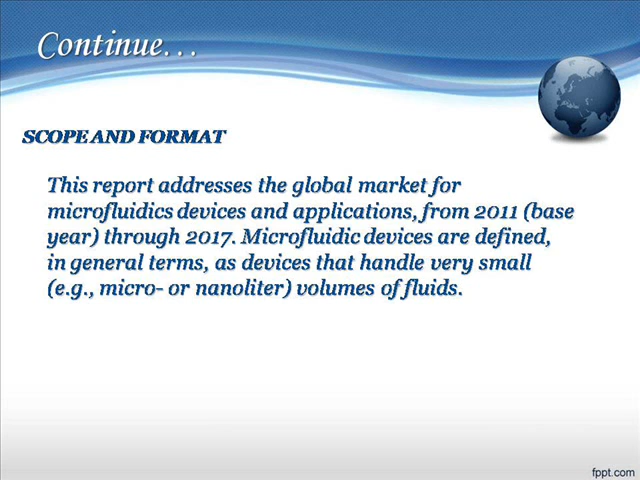 Continue...
SCOPE AND FORMAT
This report addresses the global market for
microfluidics devices and applications, from 2011 (base
year) through 2017. Microfluidic devices are defined,
in general terms, as devices that handle very small
(e.g., micro- or nanoliter) volumes of fluids.
fppt.com